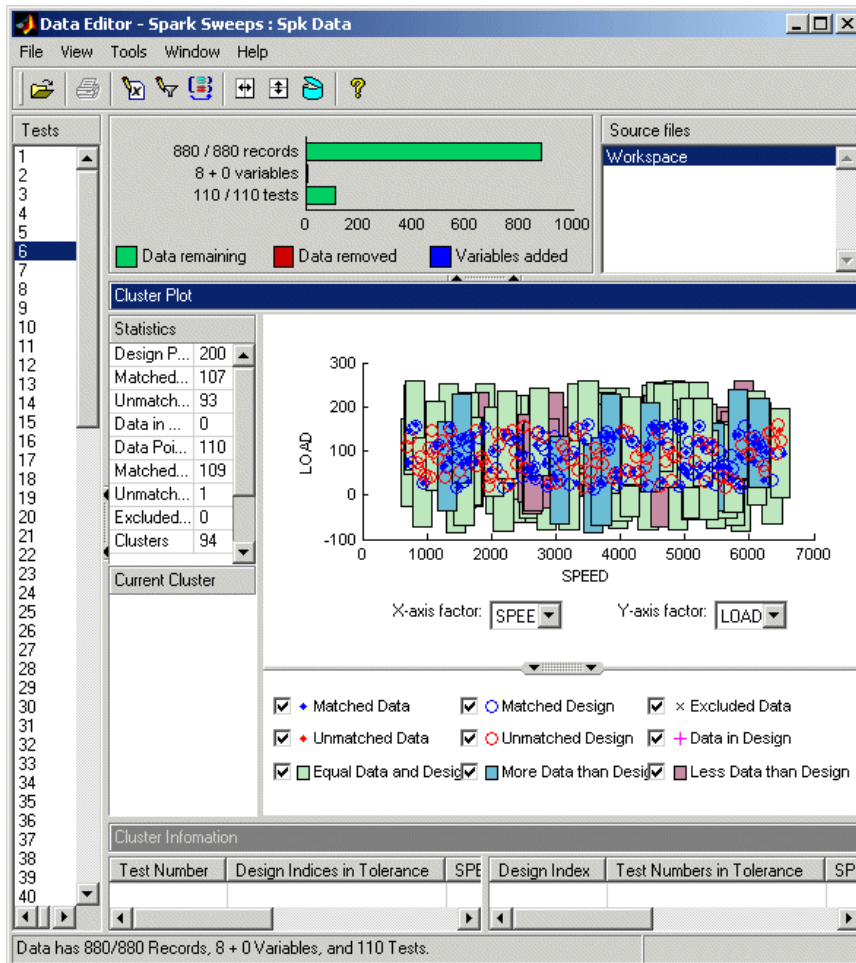 Data Editor - Spark Sweeps : Spk Data
File View Tools Window Help
Tests
1
2
3
4
5
6
7
8
9
10
11
12
13
14
15
16
17
18
19
20
21
22
23
24
25
26
27
28
29
30
31
32
33
34
35
36
37
38
39
40
880 / 880 records
8 + 0 variables
110 / 110 tests
0 200 400 600 800 1000
Data remaining Data removed Variables added
Source files
Workspace
Cluster Plot
Statistics
Design P... 200
Matched... 107
Unmatch... 93
Data in ... 0
Data Poi... 110
Matched... 109
Unmatch... 1
Excluded... 0
Clusters 94
Current Cluster
300
200
100
0
-100
LOAD
0 1000 2000 3000 4000 5000 6000 7000
SPEED
X-axis factor: SPEE Y-axis factor: LOAD
Matched Data Matched Design Excluded Data
Unmatched Data Unmatched Design Data in Design
Equal Data and Desig More Data than Desig Less Data than Design
Cluster Infomation
Test Number Design Indices in Tolerance SPE Design Index Test Numbers in Tolerance SP
Data has 880/880 Records, 8 + 0 Variables, and 110 Tests.